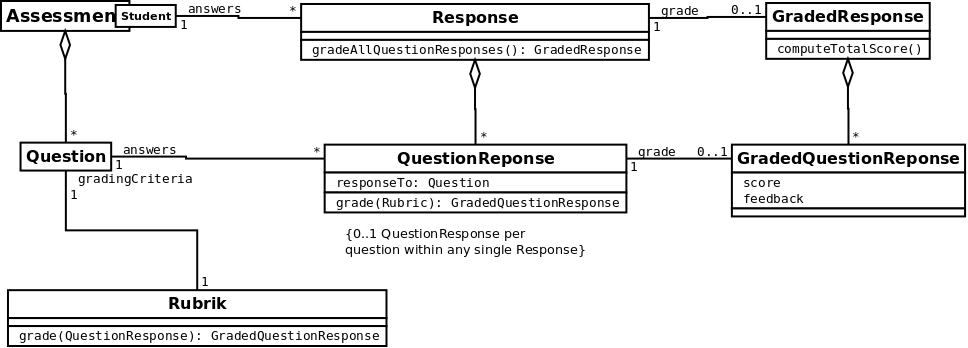 Assessmen
Student
answers
1
*
Response
gradeAllQuestionResponses(): GradedResponse
grade
1
0..1
GradedResponse
computeTotalScore()
*
*
*
Question
answers
1
*
gradingCriteria
1
QuestionReponse
responseTo: Question
grade(Rubric): GradedQuestionResponse
grade
1
0..1
GradedQuestionReponse
score
feedback
{0..1 QuestionResponse per
question within any single Response}
1
Rubrik
grade(QuestionResponse): GradedQuestionResponse